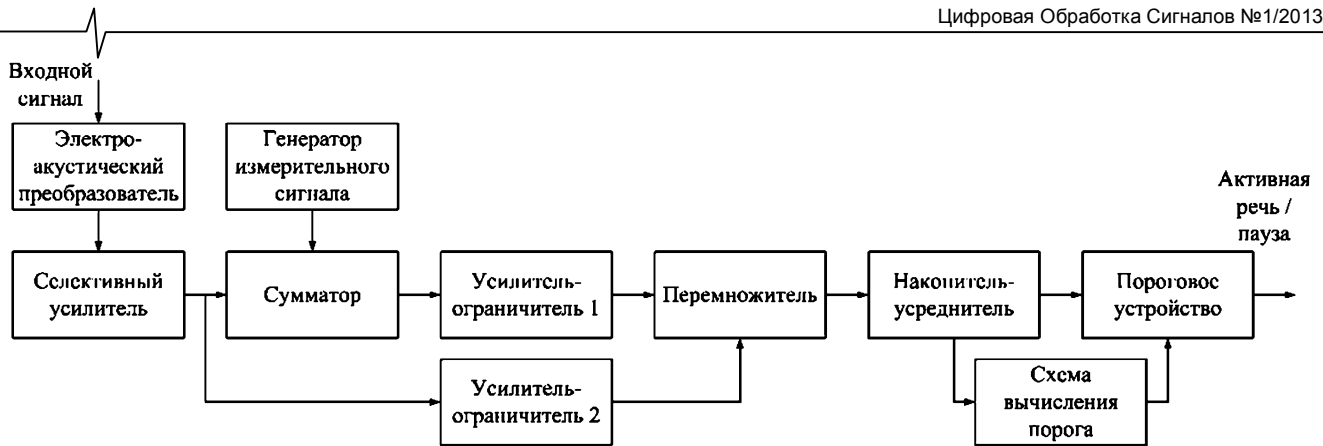 Цифровая Обработка Сигналов №1/2013
Входной
сигнал
Электро-
акустический
преобразователь
Генератор
измерительного
сигнала
Активная
речь /
пауза
Селективный
усилитель
Сумматор
Усилитель-
ограничитель 1
Перемножитель
Накопитель-
усреднитель
Пороговое
устройство
Усилитель-
ограничитель 2
Схема
вычисления
порога